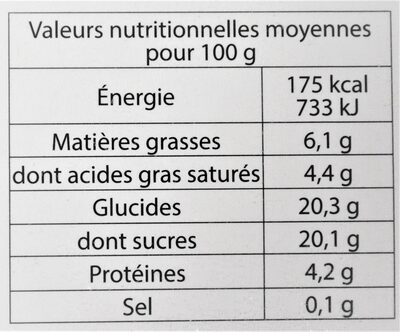 Valeurs nutritionnelles moyennes
pour 100 g
Énergie 175 kcal
733 kJ
Matières grasses 6,1 g
dont acides gras saturés 4,4 g
Glucides 20,3 g
dont sucres 20,1 g
Protéines 4,2 g
Sel 0,1 g